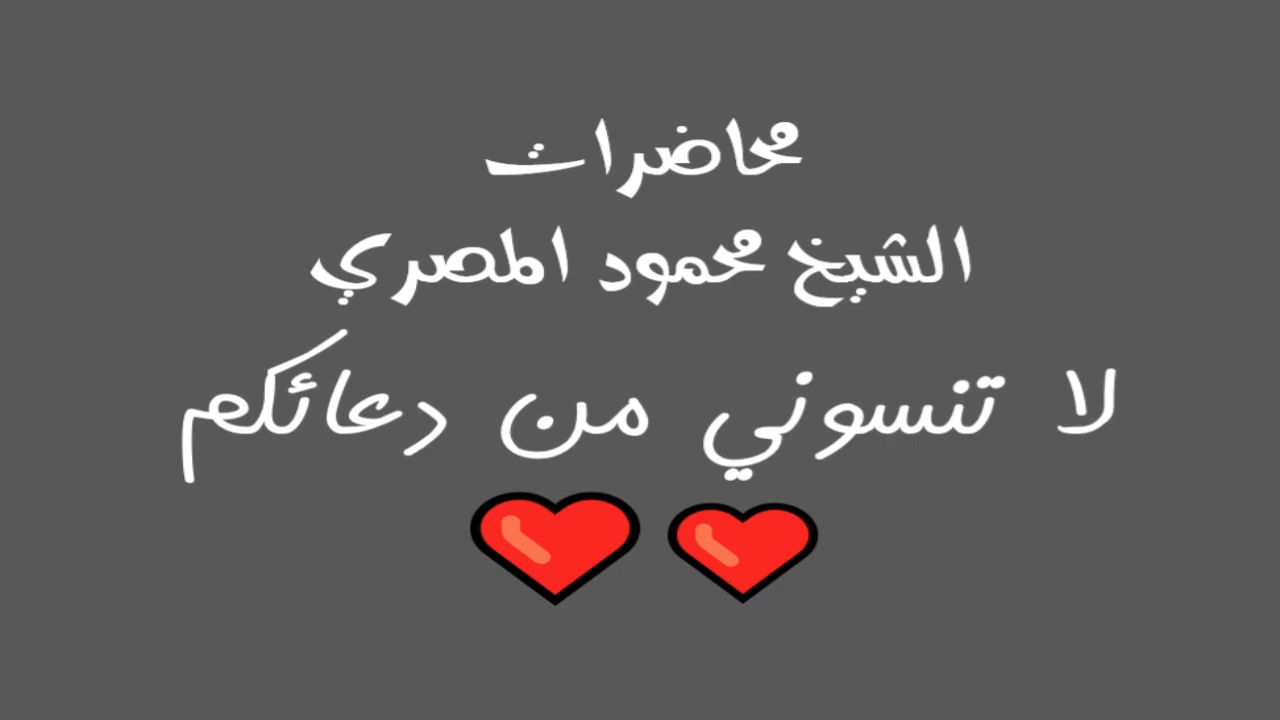 محاضرات
الشيخ محمود المصري
لا تنسوني من دعائكم